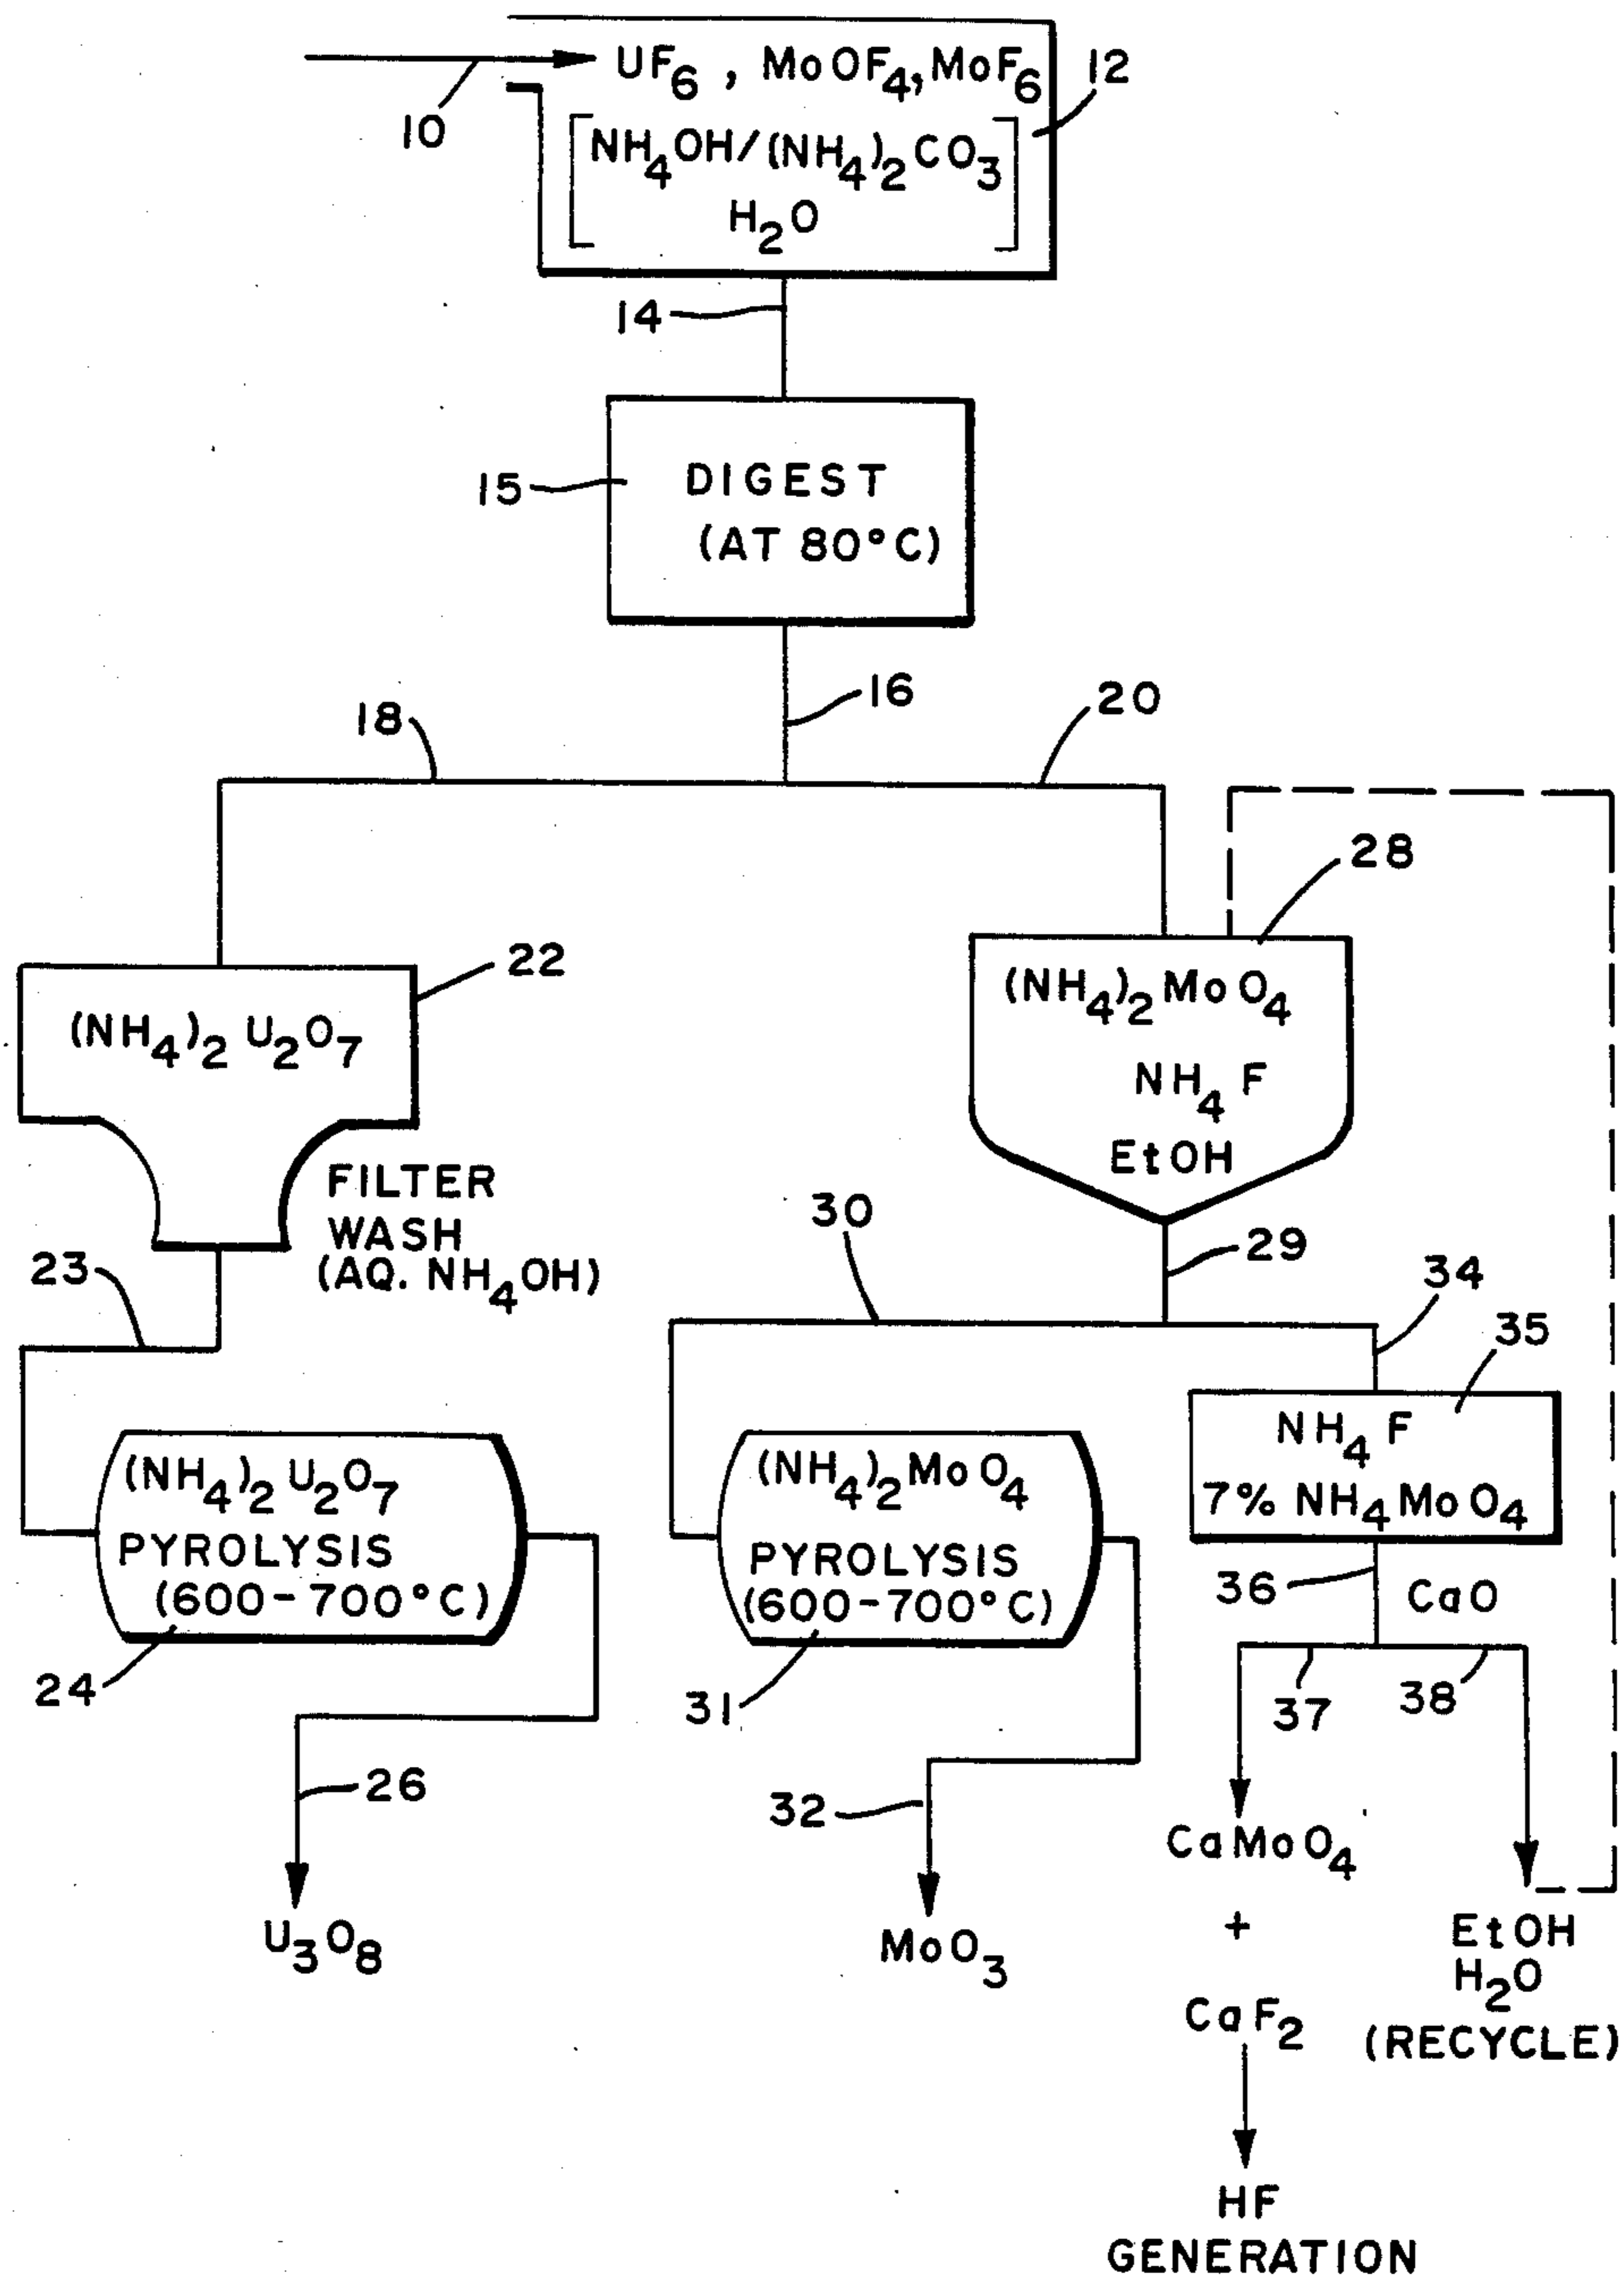 UF6 , MoOF4, MoF6
12
10
[NH4OH/(NH4)2CO3
H2O]
14
15
DIGEST
(AT 80°C)
16
18
20
28
22
(NH4)2 U2O7
(NH4)2 MoO4
NH4 F
EtOH
FILTER
WASH
(AQ. NH4OH)
23
30
29
34
35
(NH4)2 U2O7
PYROLYSIS
(600-700°C)
24
(NH4)2 MoO4
PYROLYSIS
(600-700°C)
31
NH4 F
7% NH4MoO4
36
CaO
37
38
26
32
U3O8
MoO3
CaMoO4
+
CaF2
EtOH
H2O
(RECYCLE)
HF
GENERATION